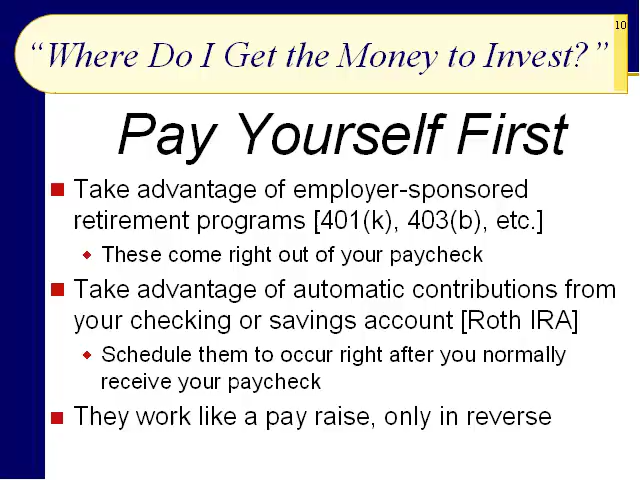 10
“Where Do I Get the Money to Invest?”
Pay Yourself First
Take advantage of employer-sponsored
retirement programs [401(k), 403(b), etc.]
These come right out of your paycheck
Take advantage of automatic contributions from
your checking or savings account [Roth IRA]
Schedule them to occur right after you normally
receive your paycheck
They work like a pay raise, only in reverse